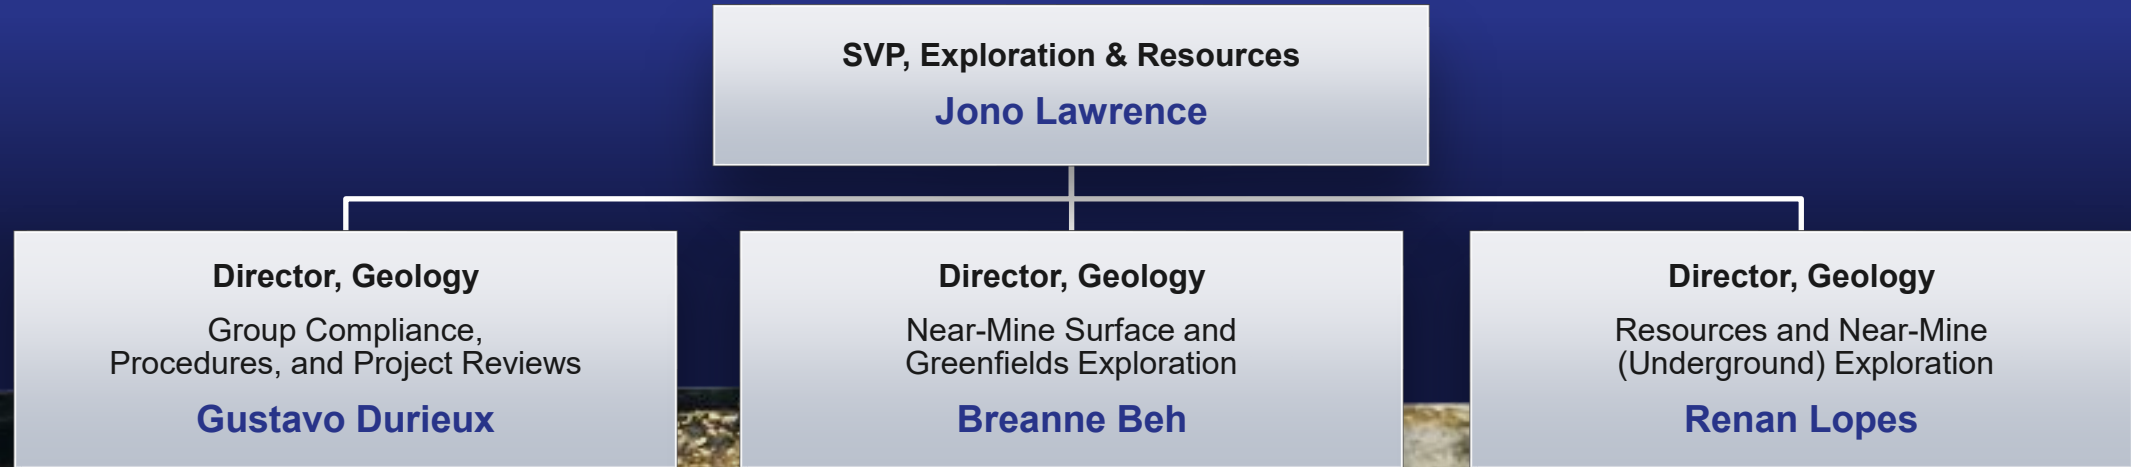 SVP, Exploration & Resources
Jono Lawrence
Director, Geology
Group Compliance,
Procedures, and Project Reviews
Gustavo Durieux
Director, Geology
Near-Mine Surface and
Greenfields Exploration
Breanne Beh
Director, Geology
Resources and Near-Mine
(Underground) Exploration
Renan Lopes